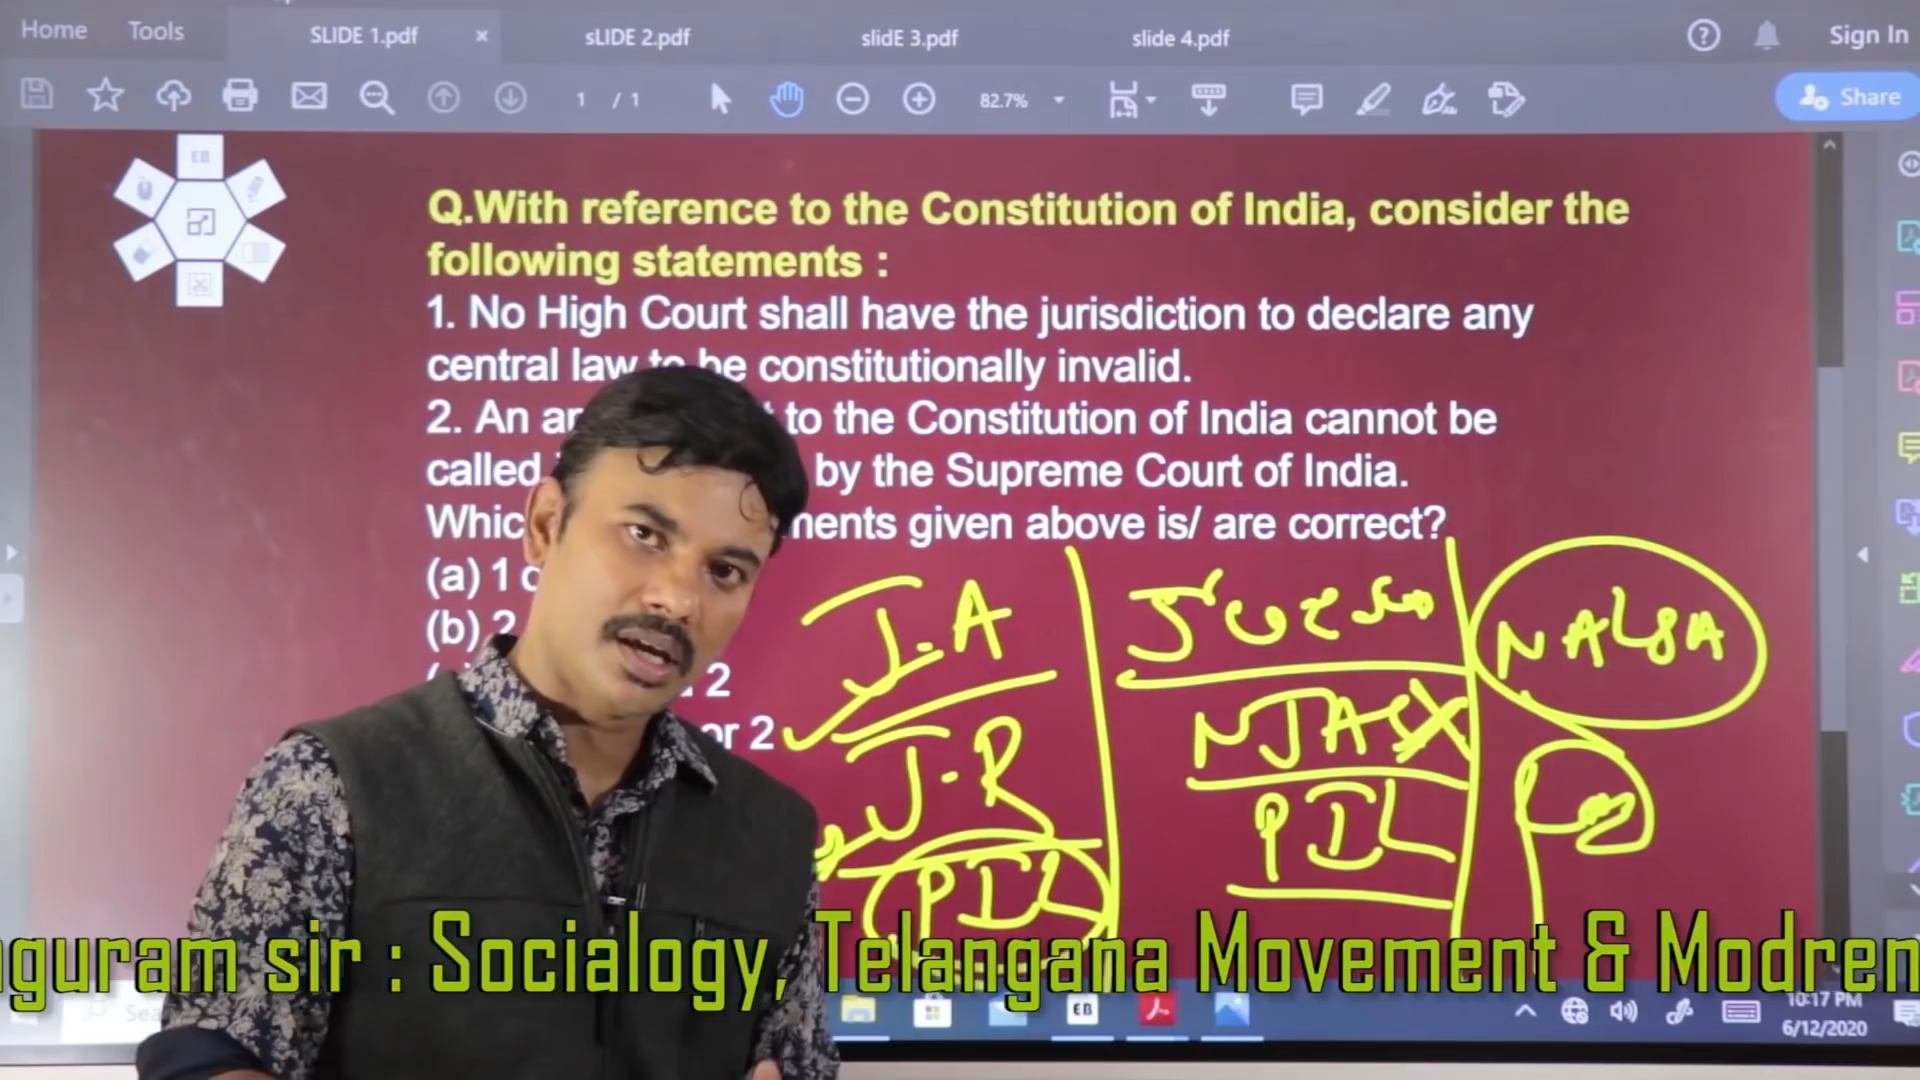 Home Tools SLIDE 1.pdf × sLIDE 2.pdf slidE 3.pdf slide 4.pdf ? Sign In
1 / 1 82.7% Share
EB
Q.With reference to the Constitution of India, consider the
following statements :
1. No High Court shall have the jurisdiction to declare any
central law to be constitutionally invalid.
2. An to the Constitution of India cannot be
called by the Supreme Court of India.
Whic ments given above is/ are correct?
(a) 1 o
(b) 2
2
or 2
J.A
J.R
PIL
NJAC
PIL
NALSA
guram sir : Socialogy, Telangana Movement & Modren
EB
10:17 PM
6/12/2020